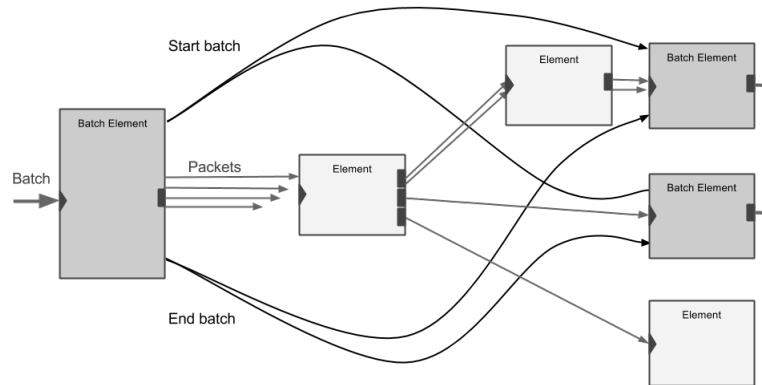 Start batch
Element
Batch Element
Batch Element
Packets
Element
Batch
Batch Element
End batch
Element